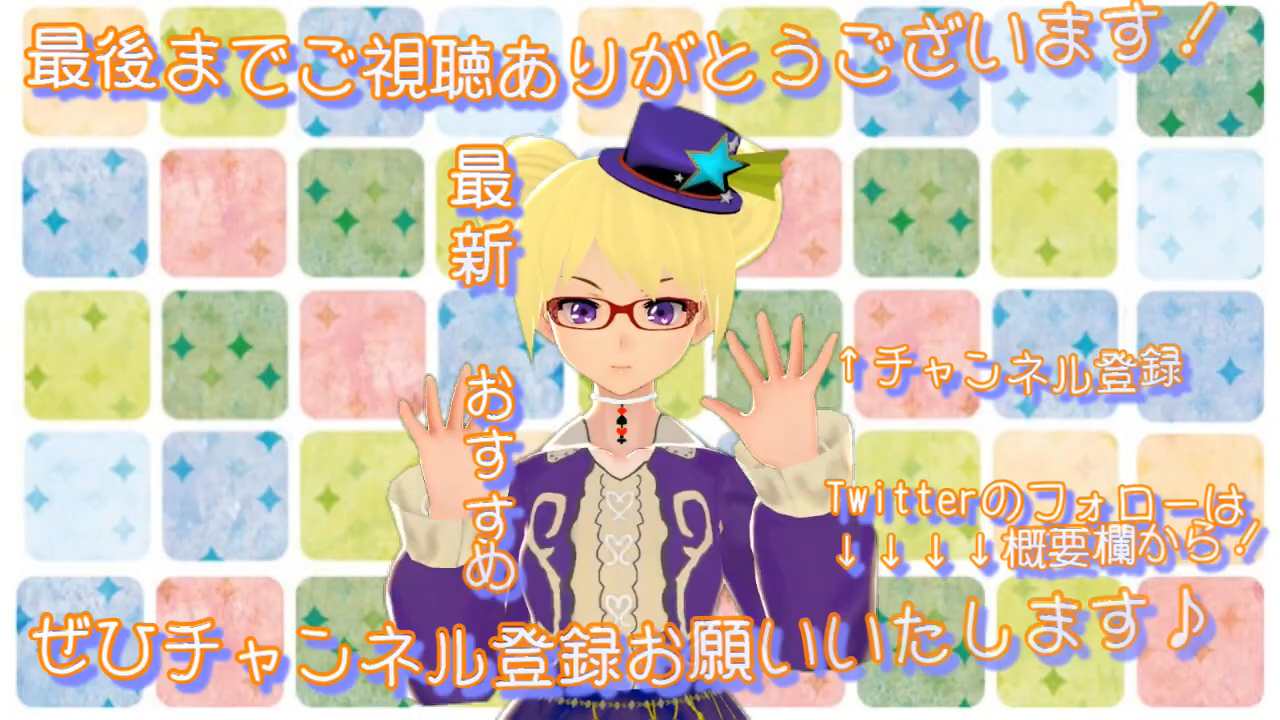 最後までご視聴ありがとうございます！
最新
おすすめ
↑チャンネル登録
Twitterのフォローは
↓↓↓↓概要欄から！
ぜひチャンネル登録お願いいたします♪